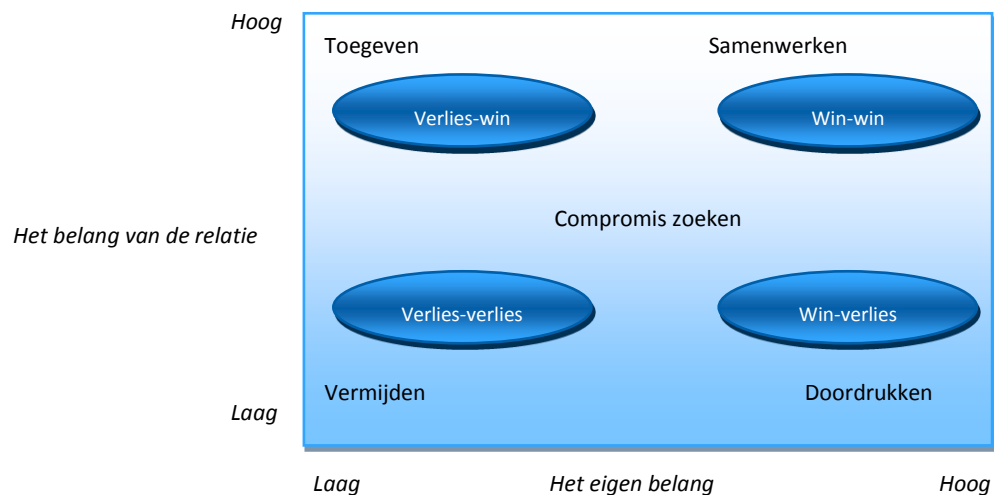 Hoog
Toegeven
Samenwerken
Verlies-win
Win-win
Compromis zoeken
Het belang van de relatie
Verlies-verlies
Win-verlies
Vermijden
Doordrukken
Laag
Laag
Het eigen belang
Hoog